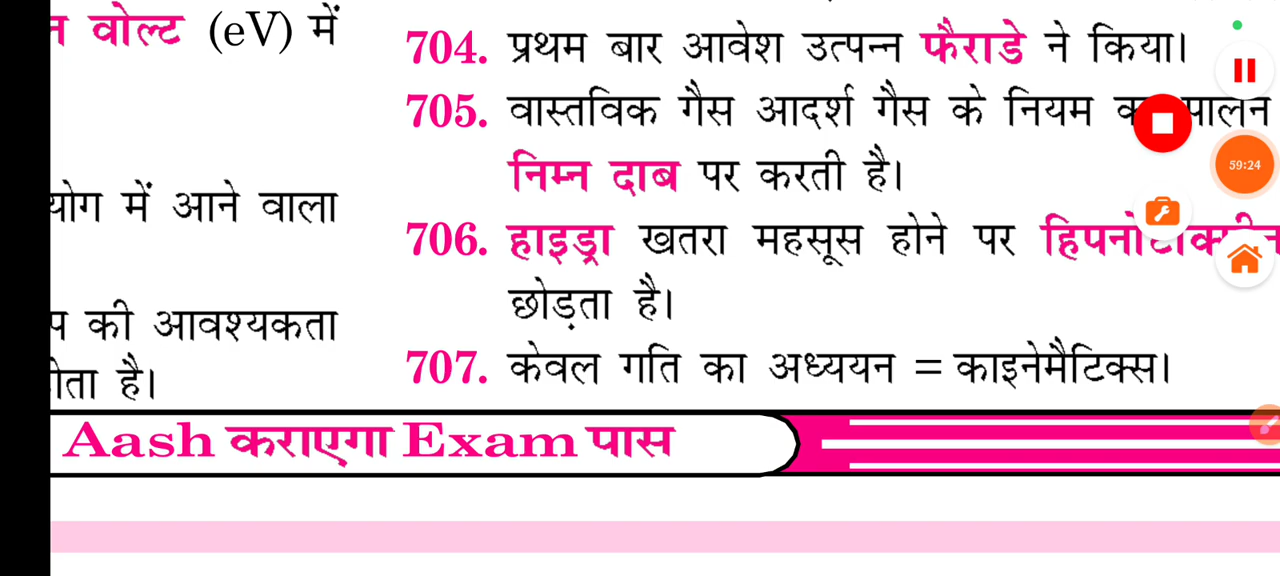 वोल्ट (eV) में
योग में आने वाला
की आवश्यकता
होता है।
704. प्रथम बार आवेश उत्पन्न फैराडे ने किया।
705. वास्तविक गैस आदर्श गैस के नियम पालन
निम्न दाब पर करती है।
706. हाइड्रा खतरा महसूस होने पर
छोड़ता है।
707. केवल गति का अध्ययन = काइनेमैटिक्स।
Aash कराएगा Exam पास
59:24